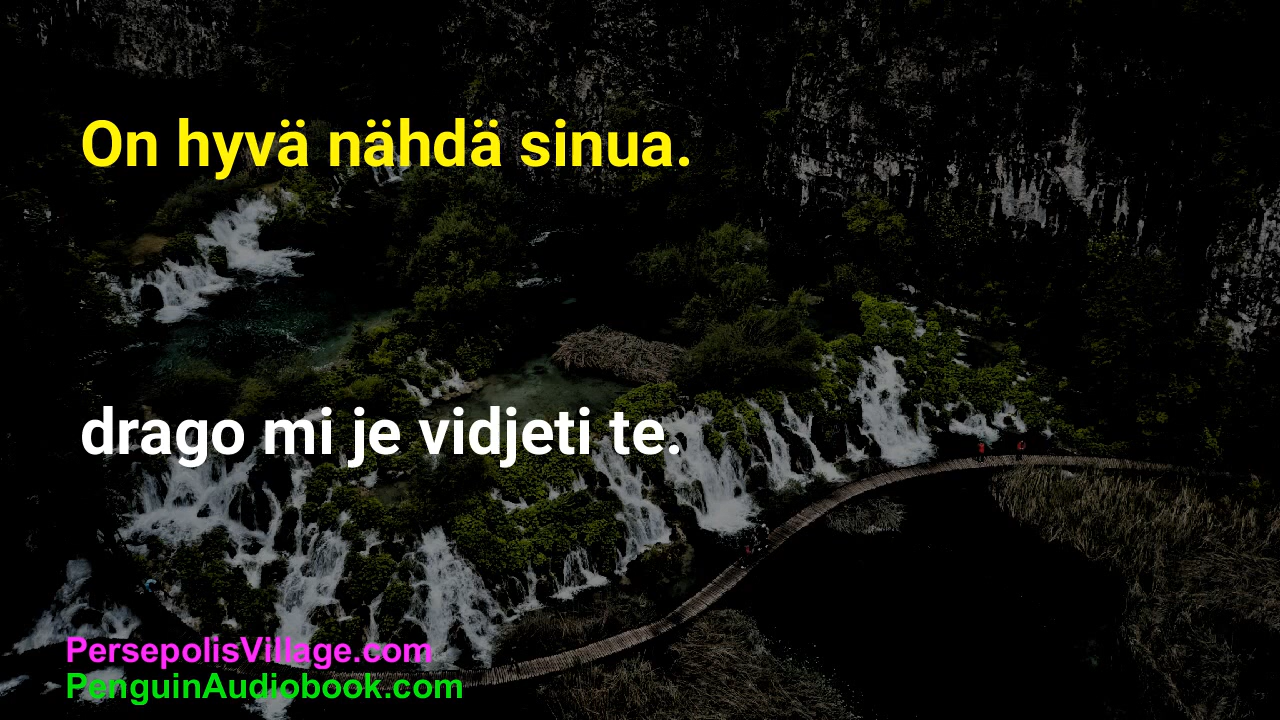 On hyvä nähdä sinua.
drago mi je vidjeti te.
PersepolisVillage.com
PenguinAudiobook.com